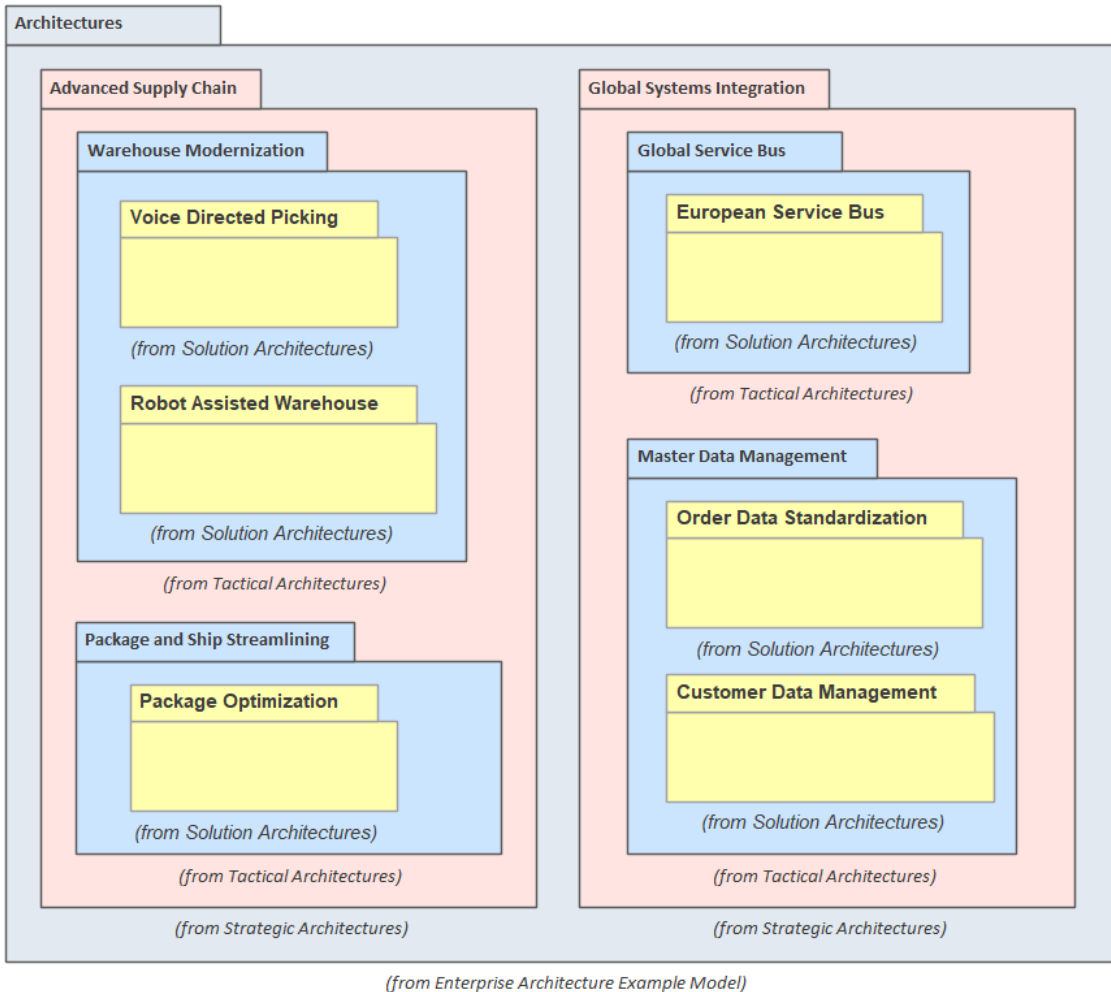 Architectures
Advanced Supply Chain
Warehouse Modernization
Voice Directed Picking
(from Solution Architectures)
Robot Assisted Warehouse
(from Solution Architectures)
(from Tactical Architectures)
Package and Ship Streamlining
Package Optimization
(from Solution Architectures)
(from Tactical Architectures)
(from Strategic Architectures)
Global Systems Integration
Global Service Bus
European Service Bus
(from Solution Architectures)
(from Tactical Architectures)
Master Data Management
Order Data Standardization
(from Solution Architectures)
Customer Data Management
(from Solution Architectures)
(from Tactical Architectures)
(from Strategic Architectures)
(from Enterprise Architecture Example Model)